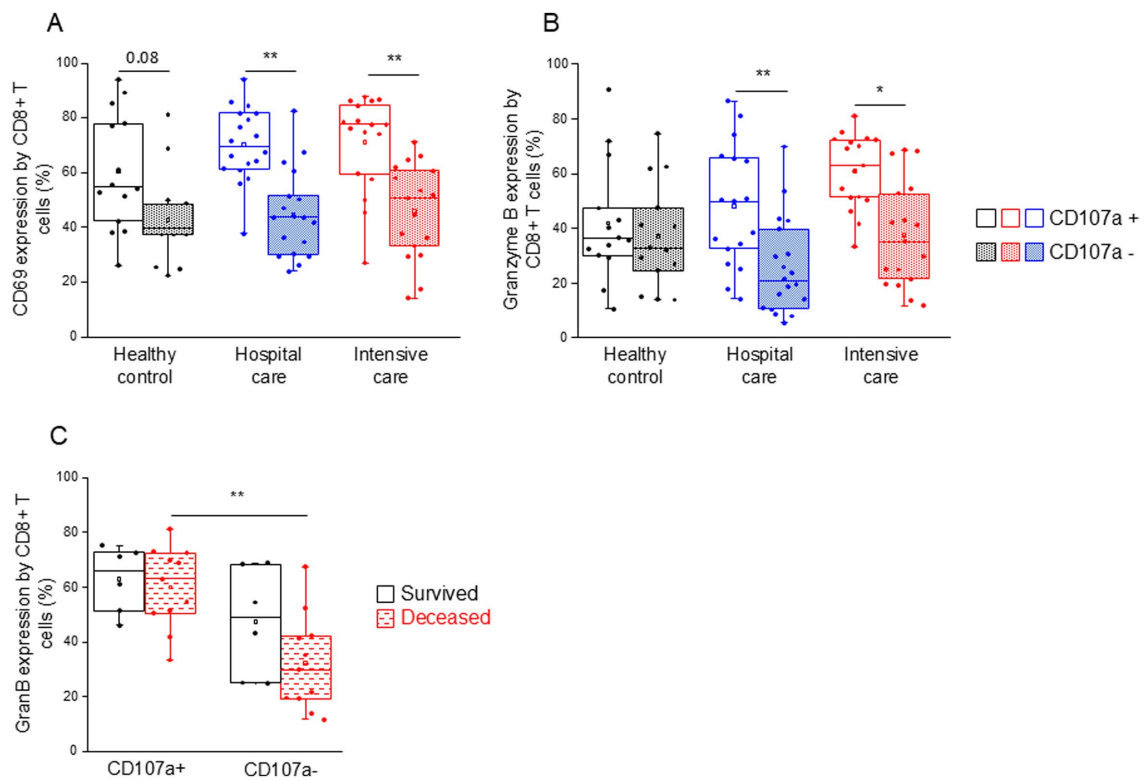 A
CD69 expression by CD8+ T
cells (%)
100
80
60
40
20
0
0.08
**
**
Healthy
control
Hospital
care
Intensive
care
B
Granzyme B expression by
CD8+ T cells (%)
100
80
60
40
20
0
**
*
Healthy
control
Hospital
care
Intensive
care
CD107a +
CD107a -
C
GranB expression by CD8+ T
cells (%)
100
80
60
40
20
0
**
CD107a+
CD107a-
Survived
Deceased